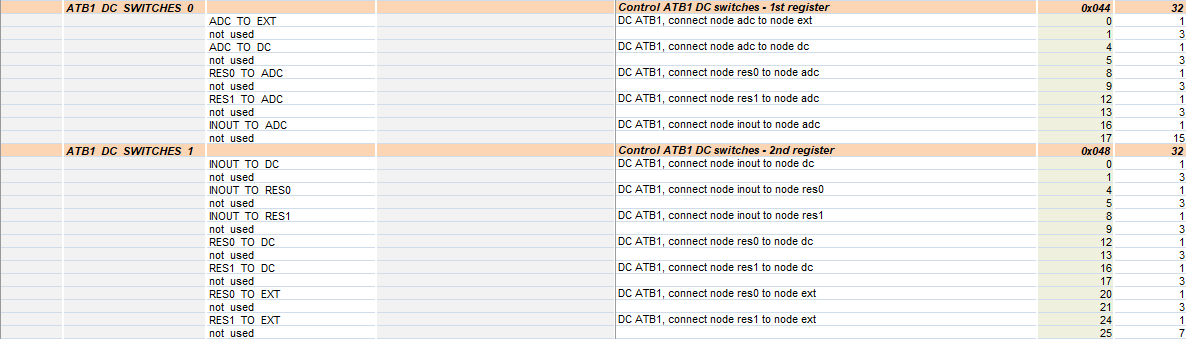 ATB1 DC SWITCHES 0 Control ATB1 DC switches - 1st register 0x044 32
ADC TO EXT DC ATB1, connect node adc to node ext 0 1
not used 1 3
ADC TO DC DC ATB1, connect node adc to node dc 4 1
not used 5 3
RES0 TO ADC DC ATB1, connect node res0 to node adc 8 1
not used 9 3
RES1 TO ADC DC ATB1, connect node res1 to node adc 12 1
not used 13 3
INOUT TO ADC DC ATB1, connect node inout to node adc 16 1
not used 17 15
ATB1 DC SWITCHES 1 Control ATB1 DC switches - 2nd register 0x048 32
INOUT TO DC DC ATB1, connect node inout to node dc 0 1
not used 1 3
INOUT TO RES0 DC ATB1, connect node inout to node res0 4 1
not used 5 3
INOUT TO RES1 DC ATB1, connect node inout to node res1 8 1
not used 9 3
RES0 TO DC DC ATB1, connect node res0 to node dc 12 1
not used 13 3
RES1 TO DC DC ATB1, connect node res1 to node dc 16 1
not used 17 3
RES0 TO EXT DC ATB1, connect node res0 to node ext 20 1
not used 21 3
RES1 TO EXT DC ATB1, connect node res1 to node ext 24 1
not used 25 7